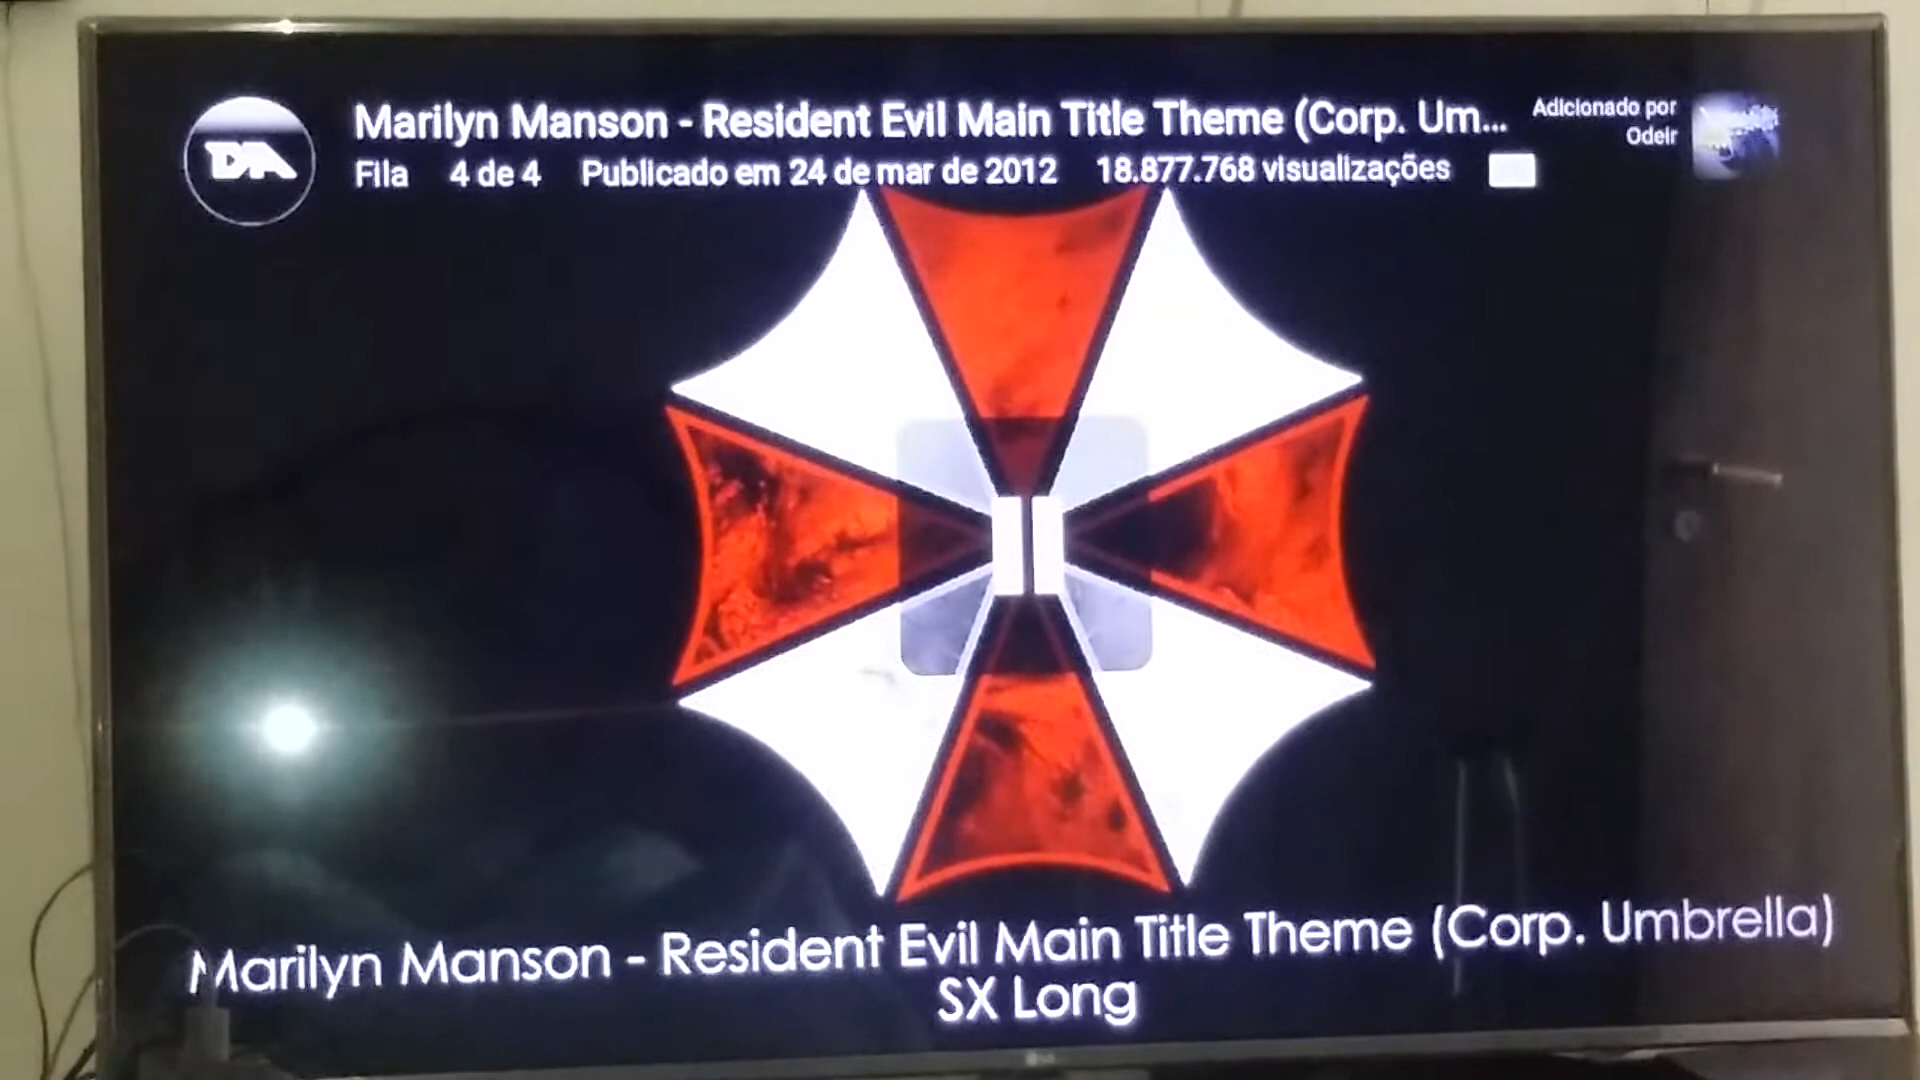 DA
Marilyn Manson - Resident Evil Main Title Theme (Corp. Um...
Adicionado por
Odeir
Fila 4 de 4 Publicado em 24 de mar de 2012 18.877.768 visualizações
Marilyn Manson - Resident Evil Main Title Theme (Corp. Umbrella)
SX Long
LG